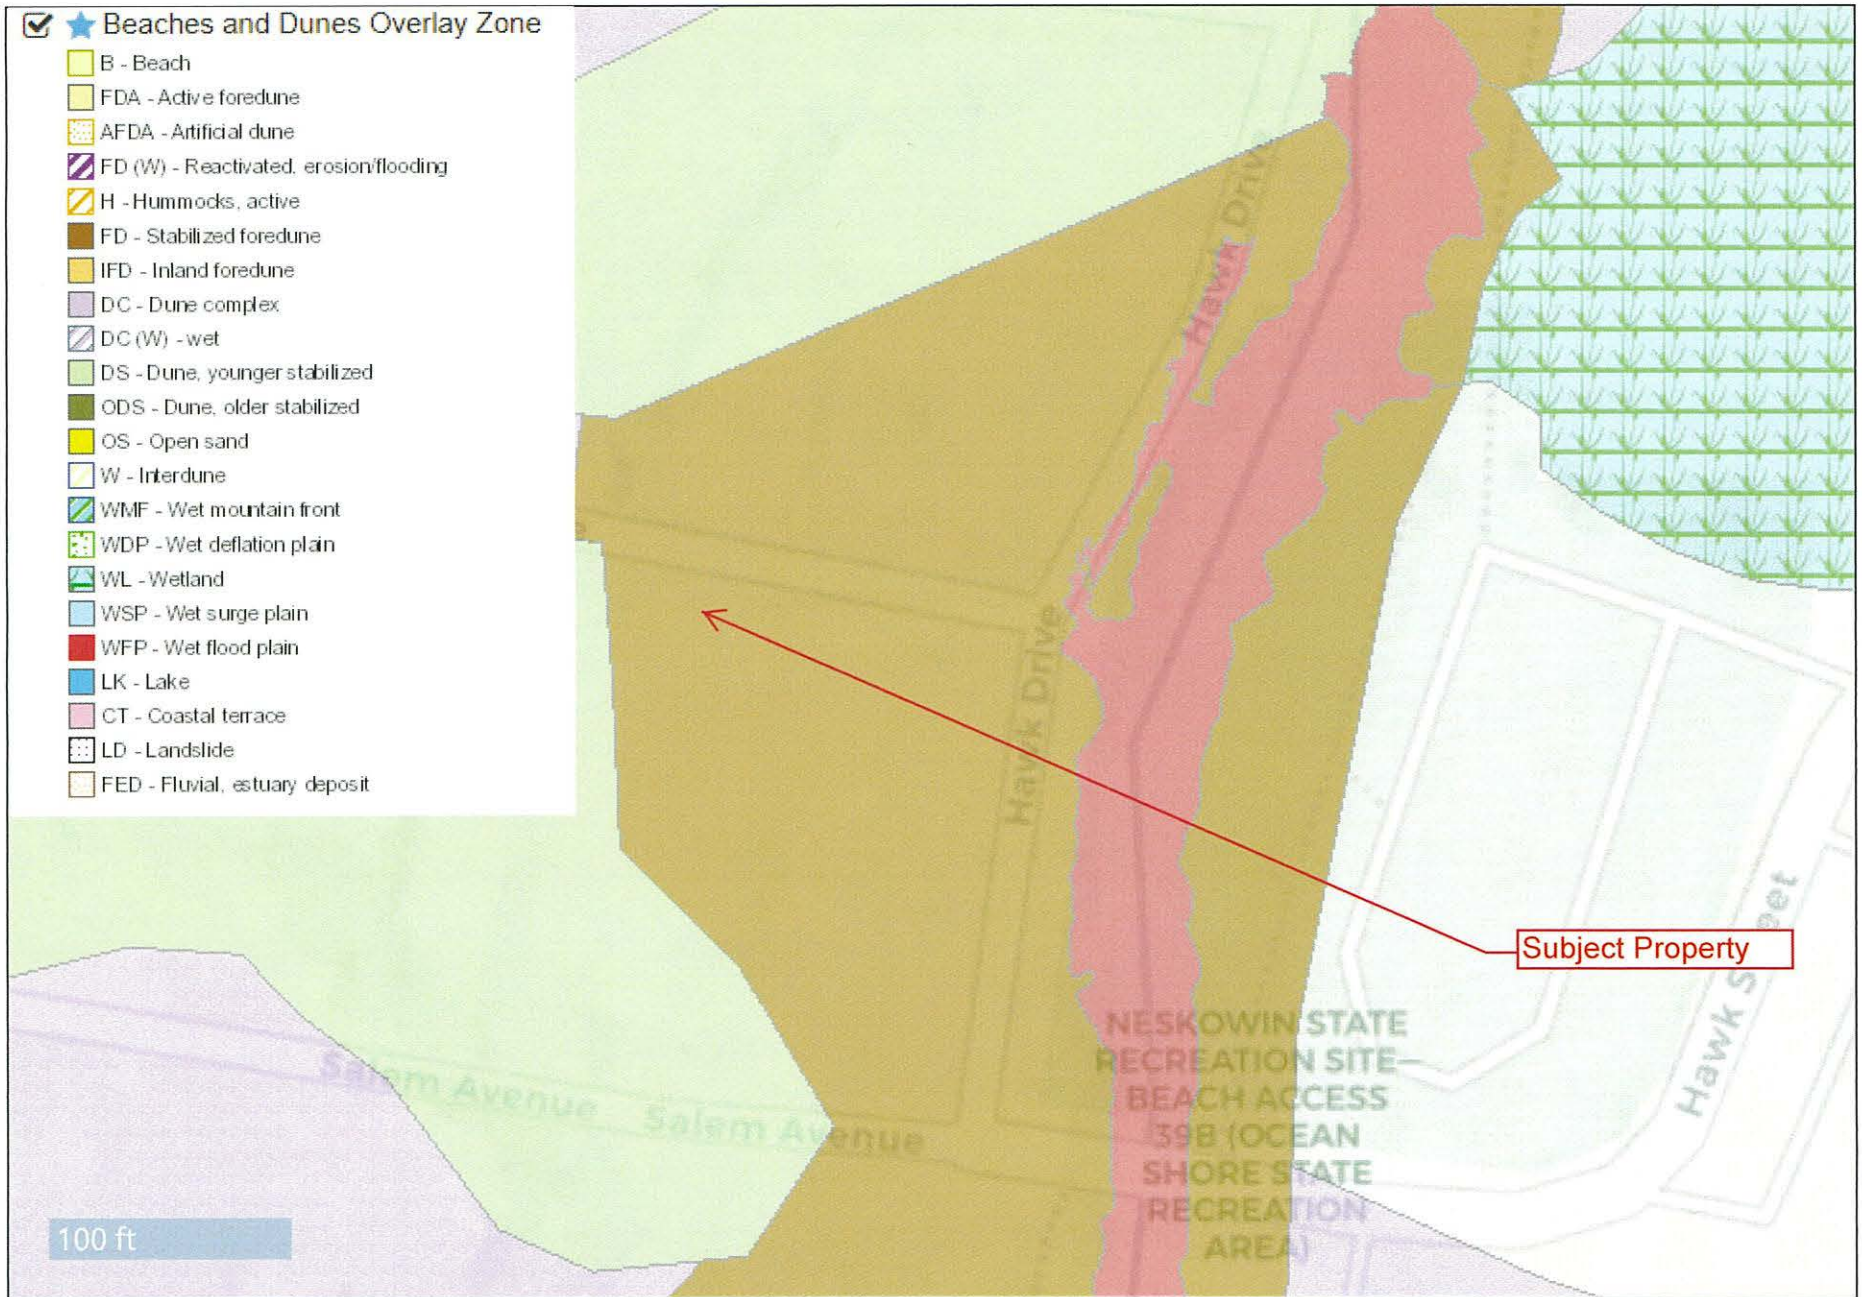 Beaches and Dunes Overlay Zone
B - Beach
FDA - Active foredune
AFDA - Artificial dune
FD (W) - Reactivated, erosion/flooding
H - Hummocks, active
FD - Stabilized foredune
IFD - Inland foredune
DC - Dune complex
DC (W) - wet
DS - Dune, younger stabilized
ODS - Dune, older stabilized
OS - Open sand
W - Interdune
WMF - Wet mountain front
WDP - Wet deflation plain
WL - Wetland
WSP - Wet surge plain
WFP - Wet flood plain
LK - Lake
CT - Coastal terrace
LD - Landslide
FED - Fluvial, estuary deposit
Hawk Drive
Hawk Drive
Hawk Drive
Subject Property
Hawk Street
NESKOWIN STATE
RECREATION SITE—
BEACH ACCESS
39B (OCEAN
SHORE STATE
RECREATION
AREA)
Salem Avenue
Salem Avenue
100 ft